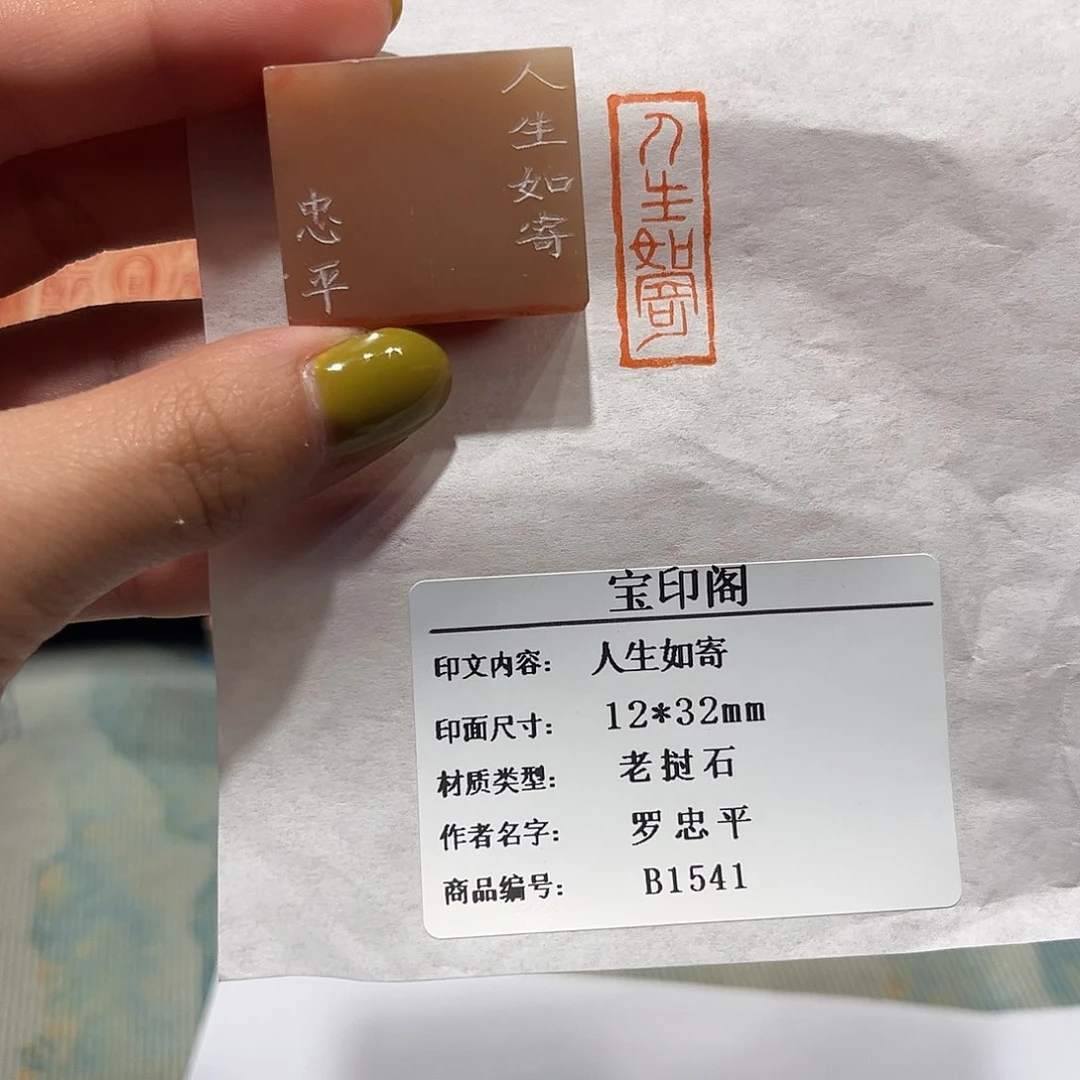 人生如寄
忠平
人生如寄
宝印阁
印文内容： 人生如寄
印面尺寸： 12*32mm
材质类型： 老挝石
作者名字： 罗忠平
商品编号： B1541